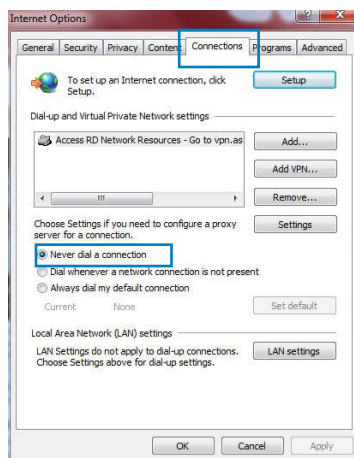 Internet Options
General Security Privacy Content Connections Programs Advanced
To set up an Internet connection, click
Setup.
Setup
Dial-up and Virtual Private Network settings
Access RD Network Resources - Go to vpn.as
Add...
Add VPN...
Remove...
Choose Settings if you need to configure a proxy
server for a connection.
Settings
Never dial a connection
Dial whenever a network connection is not present
Always dial my default connection
Current None
Set default
Local Area Network (LAN) settings
LAN Settings do not apply to dial-up connections.
Choose Settings above for dial-up settings.
LAN settings
OK Cancel Apply